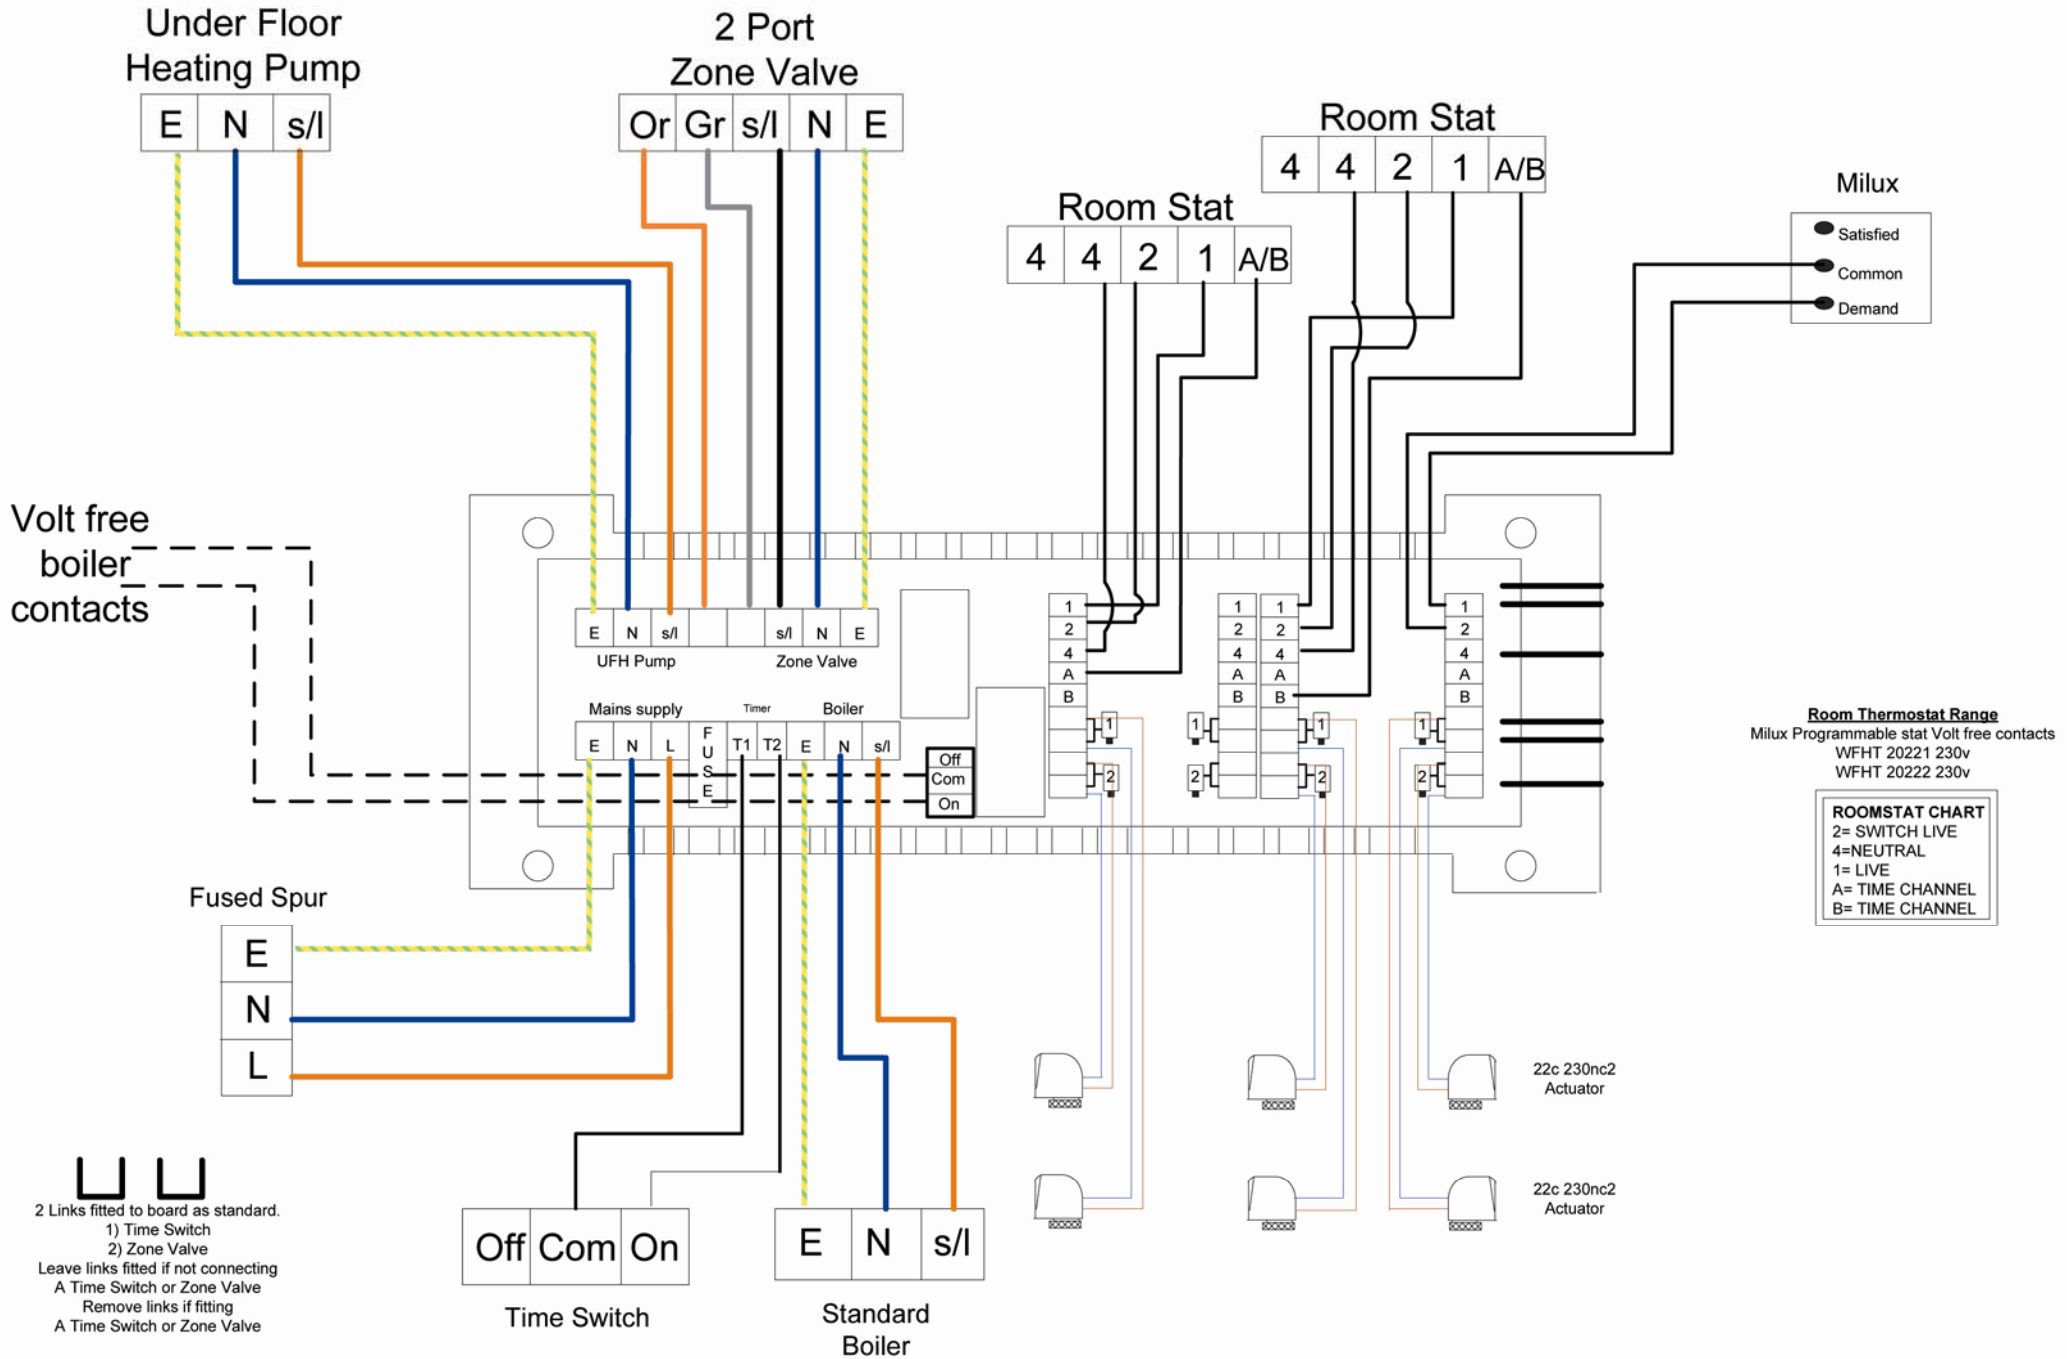 Under Floor
Heating Pump
E N s/l
2 Port
Zone Valve
Or Gr s/l N E
Room Stat
4 4 2 1 A/B
Room Stat
4 4 2 1 A/B
Milux
Satisfied
Common
Demand
Volt free
boiler
contacts
E N s/l s/l N E
UFH Pump Zone Valve
Mains supply Timer Boiler
E N L FUSE T1 T2 E N s/l
Off
Com
On
1
2
4
A
B
1
2
1
2
1
2
4
A
B
1
2
4
A
B
1
2
1
2
4
A
B
1
2
Room Thermostat Range
Milux Programmable stat Volt free contacts
WFHT 20221 230v
WFHT 20222 230v
ROOMSTAT CHART
2= SWITCH LIVE
4=NEUTRAL
1= LIVE
A= TIME CHANNEL
B= TIME CHANNEL
Fused Spur
E
N
L
22c 230nc2
Actuator
22c 230nc2
Actuator
2 Links fitted to board as standard.
1) Time Switch
2) Zone Valve
Leave links fitted if not connecting
A Time Switch or Zone Valve
Remove links if fitting
A Time Switch or Zone Valve
Off Com On
Time Switch
E N s/l
Standard
Boiler